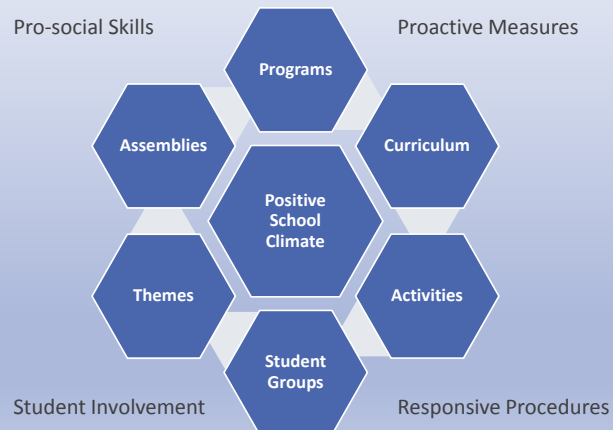 Pro-social Skills
Proactive Measures
Programs
Assemblies
Curriculum
Positive
School
Climate
Themes
Activities
Student
Groups
Student Involvement
Responsive Procedures